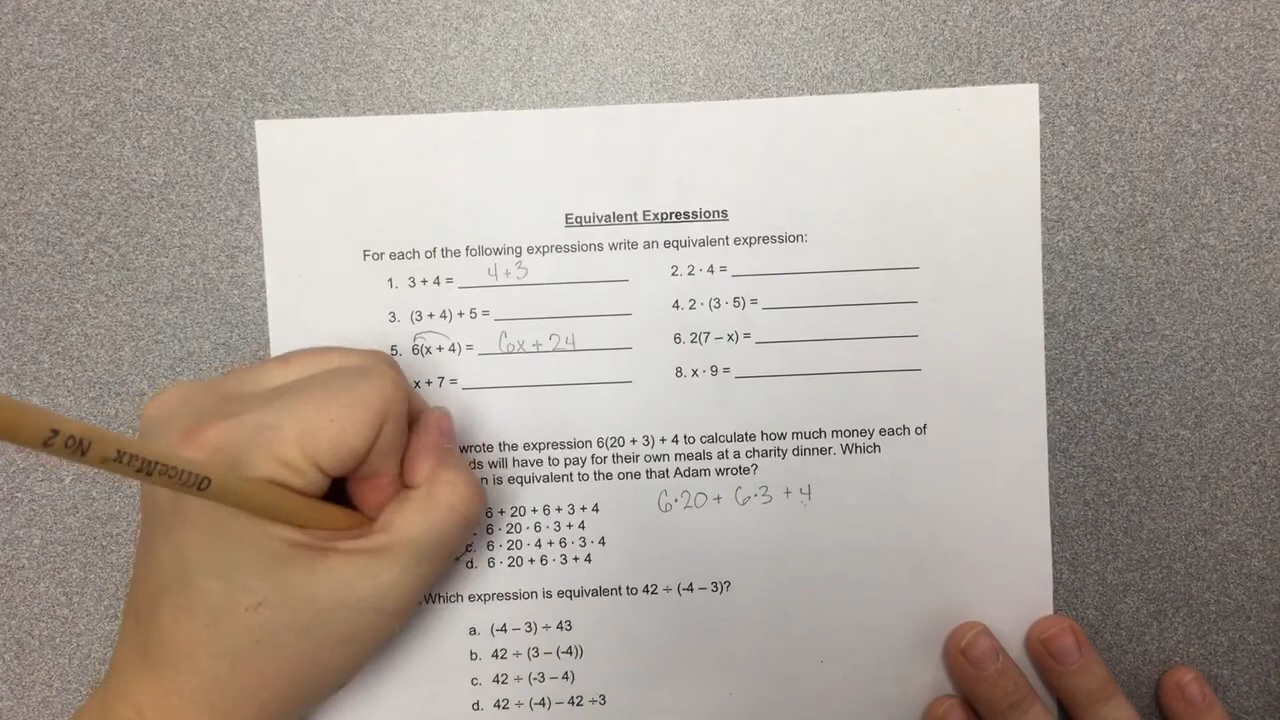 Equivalent Expressions
For each of the following expressions write an equivalent expression:
1. 3 + 4 = 4+3
2. 2 · 4 =
3. (3 + 4) + 5 =
4. 2 · (3 · 5) =
5. 6(x + 4) = 6x + 24
6. 2(7 – x) =
x + 7 =
8. x · 9 =
wrote the expression 6(20 + 3) + 4 to calculate how much money each of
will have to pay for their own meals at a charity dinner. Which
is equivalent to the one that Adam wrote?
6·20 + 6·3 + 4
6 + 20 + 6 + 3 + 4
6 · 20 · 6 · 3 + 4
c. 6 · 20 · 4 + 6 · 3 · 4
d. 6 · 20 + 6 · 3 + 4
Which expression is equivalent to 42 ÷ (-4 – 3)?
a. (-4 – 3) ÷ 43
b. 42 ÷ (3 – (-4))
c. 42 ÷ (-3 – 4)
d. 42 ÷ (-4) – 42 ÷3
OfficeMax No 2